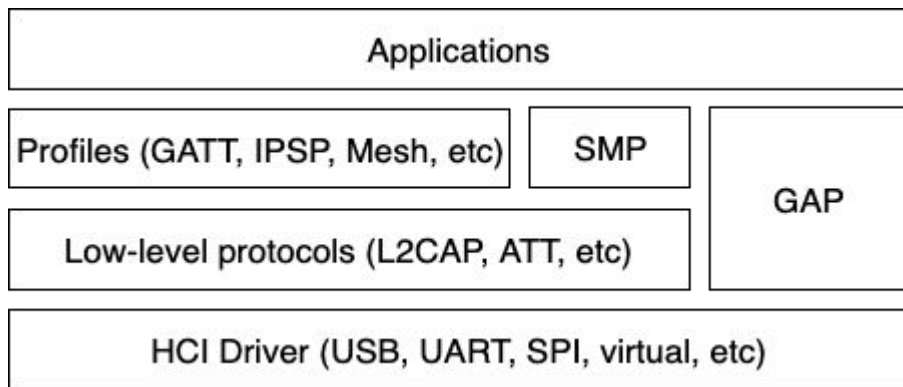 Applications
Profiles (GATT, IPSP, Mesh, etc)
SMP
GAP
Low-level protocols (L2CAP, ATT, etc)
HCI Driver (USB, UART, SPI, virtual, etc)